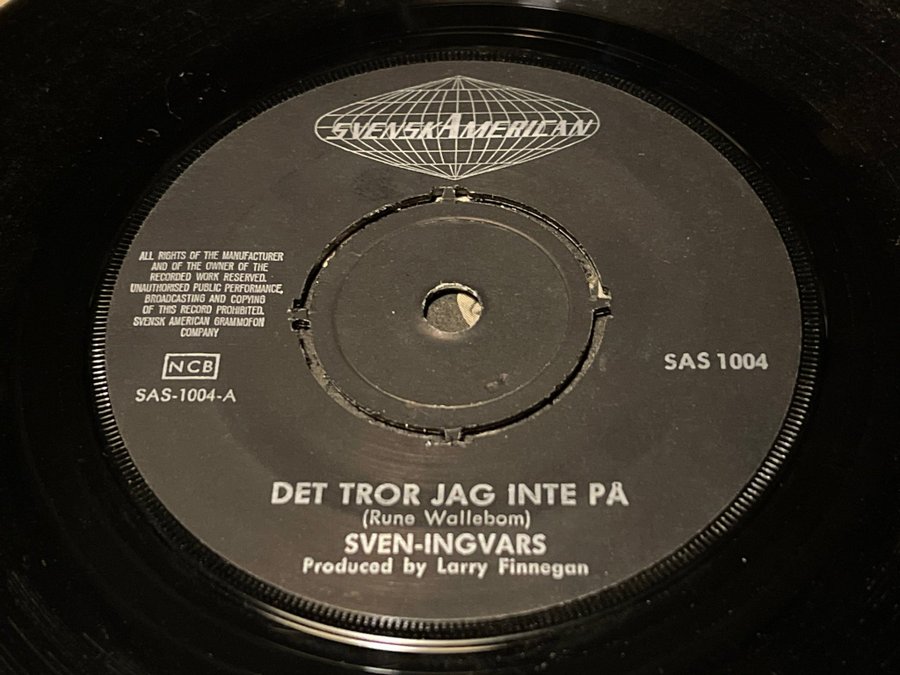 SVENSKAMERICAN
ALL RIGHTS OF THE MANUFACTURER
AND OF THE OWNER OF THE
RECORDED WORK RESERVED.
UNAUTHORISED PUBLIC PERFORMANCE,
BROADCASTING AND COPYING
OF THIS RECORD PROHIBITED.
SVENSK AMERICAN GRAMMOFON
COMPANY
NCB
SAS-1004-A
SAS 1004
DET TROR JAG INTE PÅ
(Rune Wallebom)
SVEN-INGVARS
Produced by Larry Finnegan